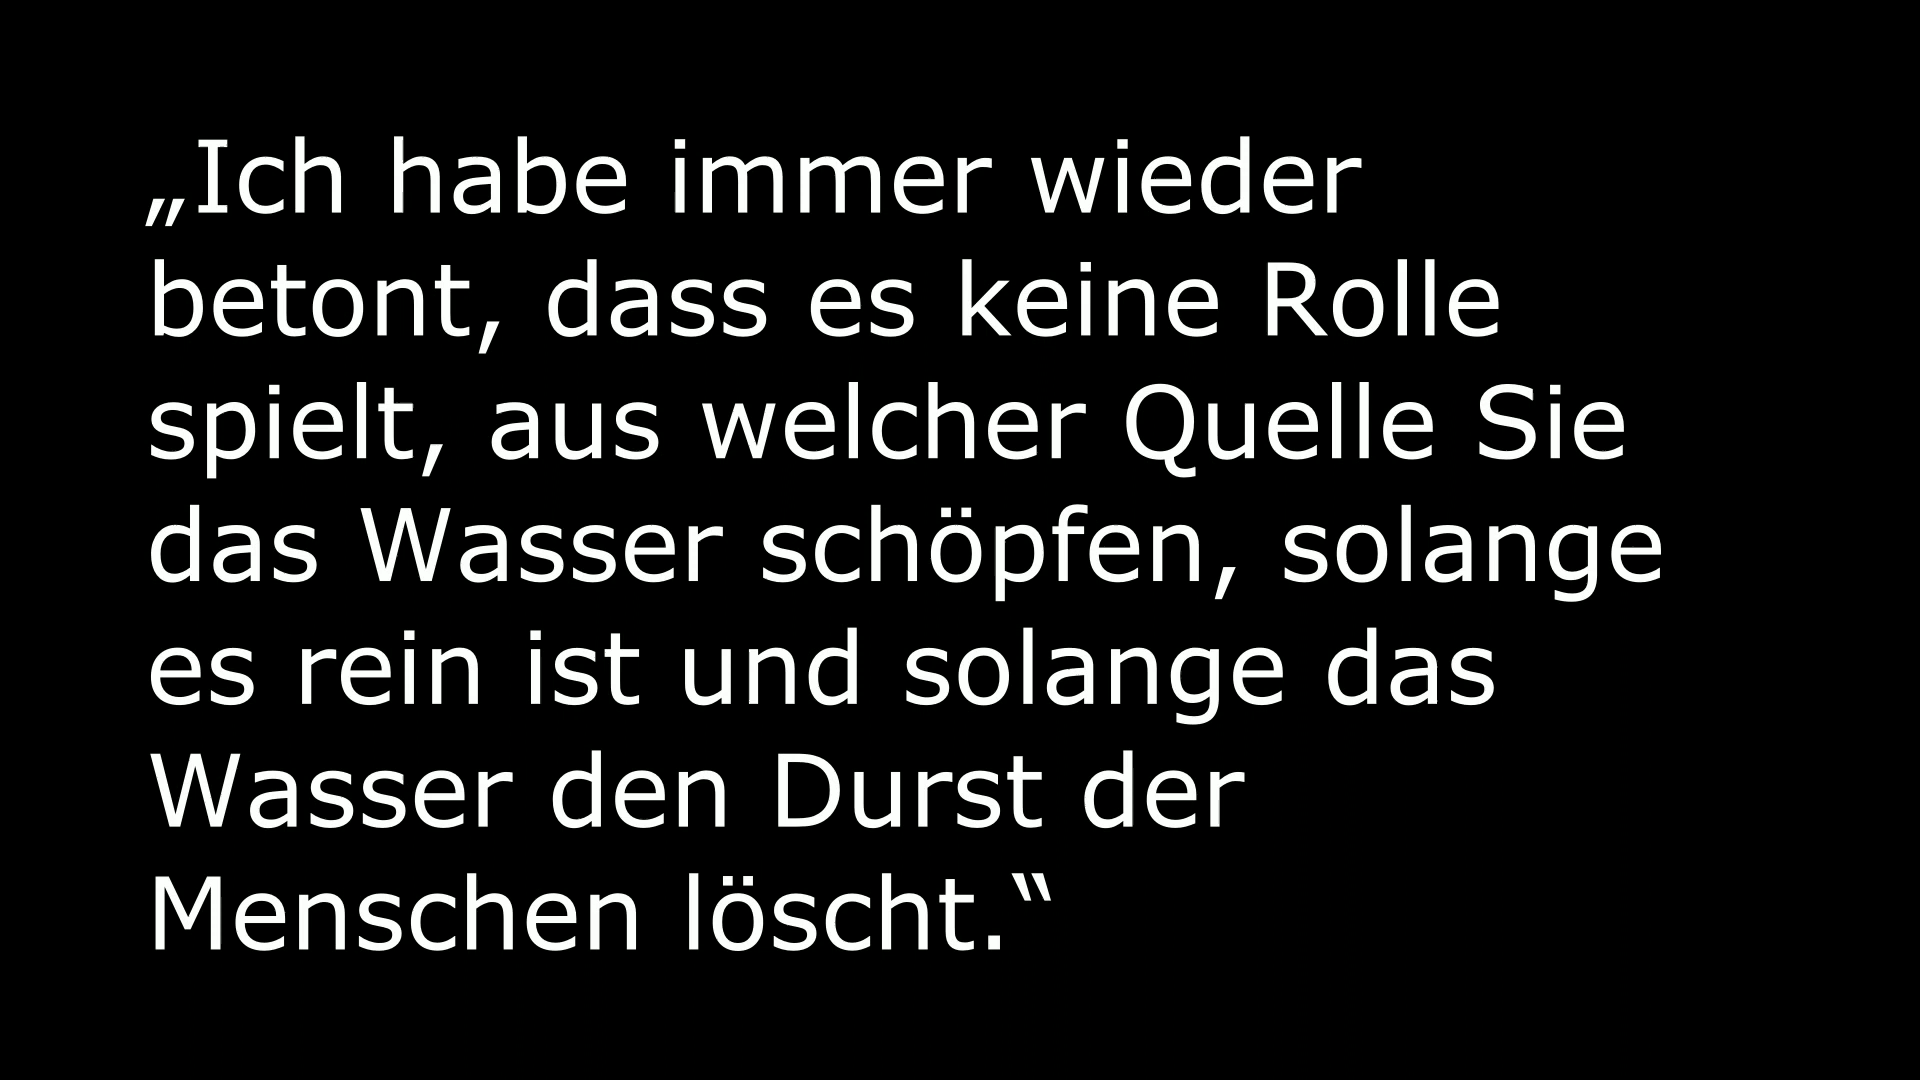 „Ich habe immer wieder
betont, dass es keine Rolle
spielt, aus welcher Quelle Sie
das Wasser schöpfen, solange
es rein ist und solange das
Wasser den Durst der
Menschen löscht.“